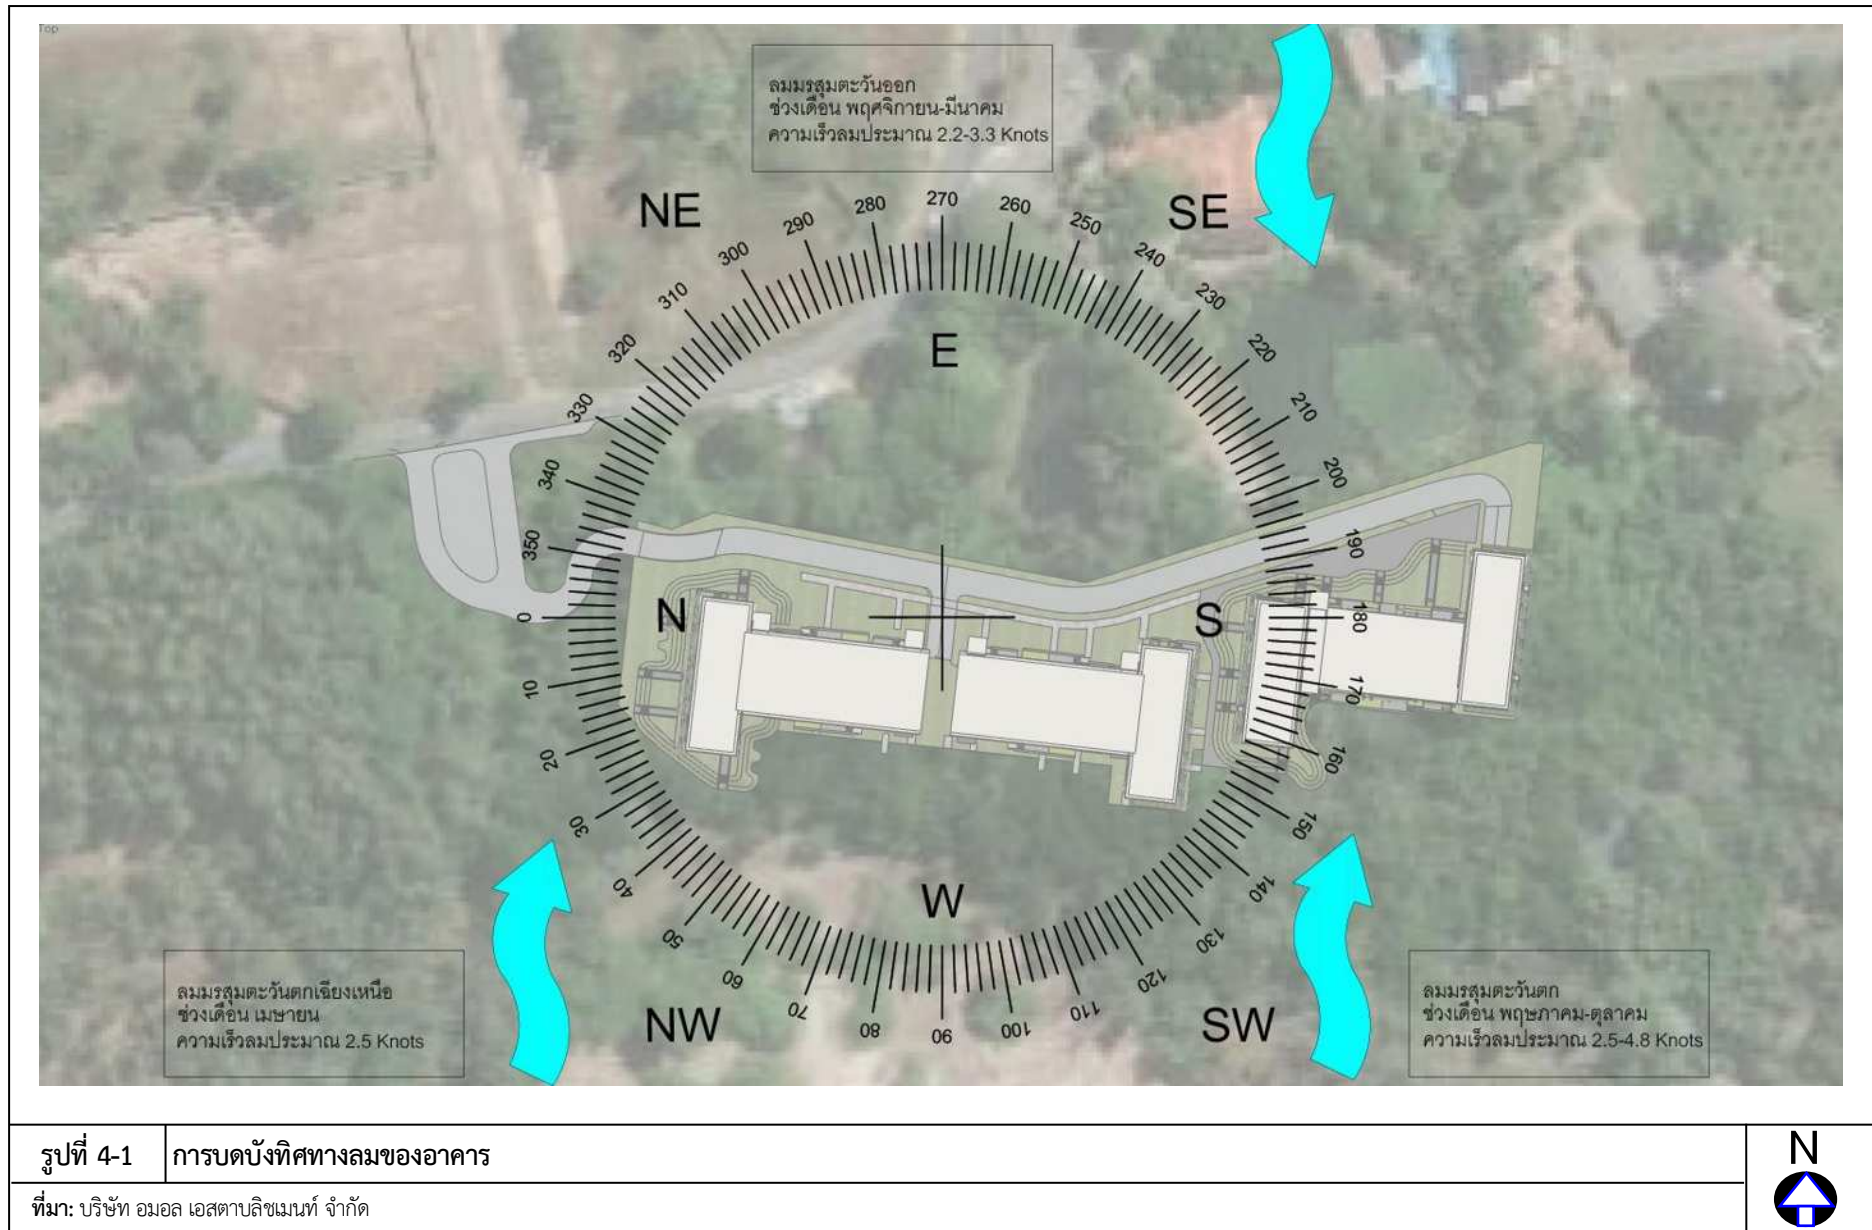 Top
ลมมรสุมตะวันออก
ช่วงเดือน พฤศจิกายน-มีนาคม
ความเร็วลมประมาณ 2.2-3.3 Knots
NE
SE
270
280
260
290
250
300
240
310
230
320
220
330
210
340
200
350
190
0
180
10
170
20
160
30
150
40
140
50
130
60
120
70
110
80
100
90
E
N
S
W
NW
SW
ลมมรสุมตะวันตกเฉียงเหนือ
ช่วงเดือน เมษายน
ความเร็วลมประมาณ 2.5 Knots
ลมมรสุมตะวันตก
ช่วงเดือน พฤษภาคม-ตุลาคม
ความเร็วลมประมาณ 2.5-4.8 Knots
รูปที่ 4-1 การบดบังทิศทางลมของอาคาร
ที่มา: บริษัท อมอล เอสตาบลิชเมนท์ จำกัด
N